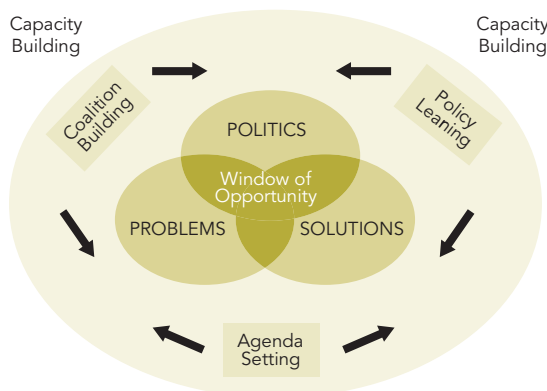 Capacity
Building
Capacity
Building
Coalition
Building
Policy
Leaning
POLITICS
Window of
Opportunity
PROBLEMS
SOLUTIONS
Agenda
Setting